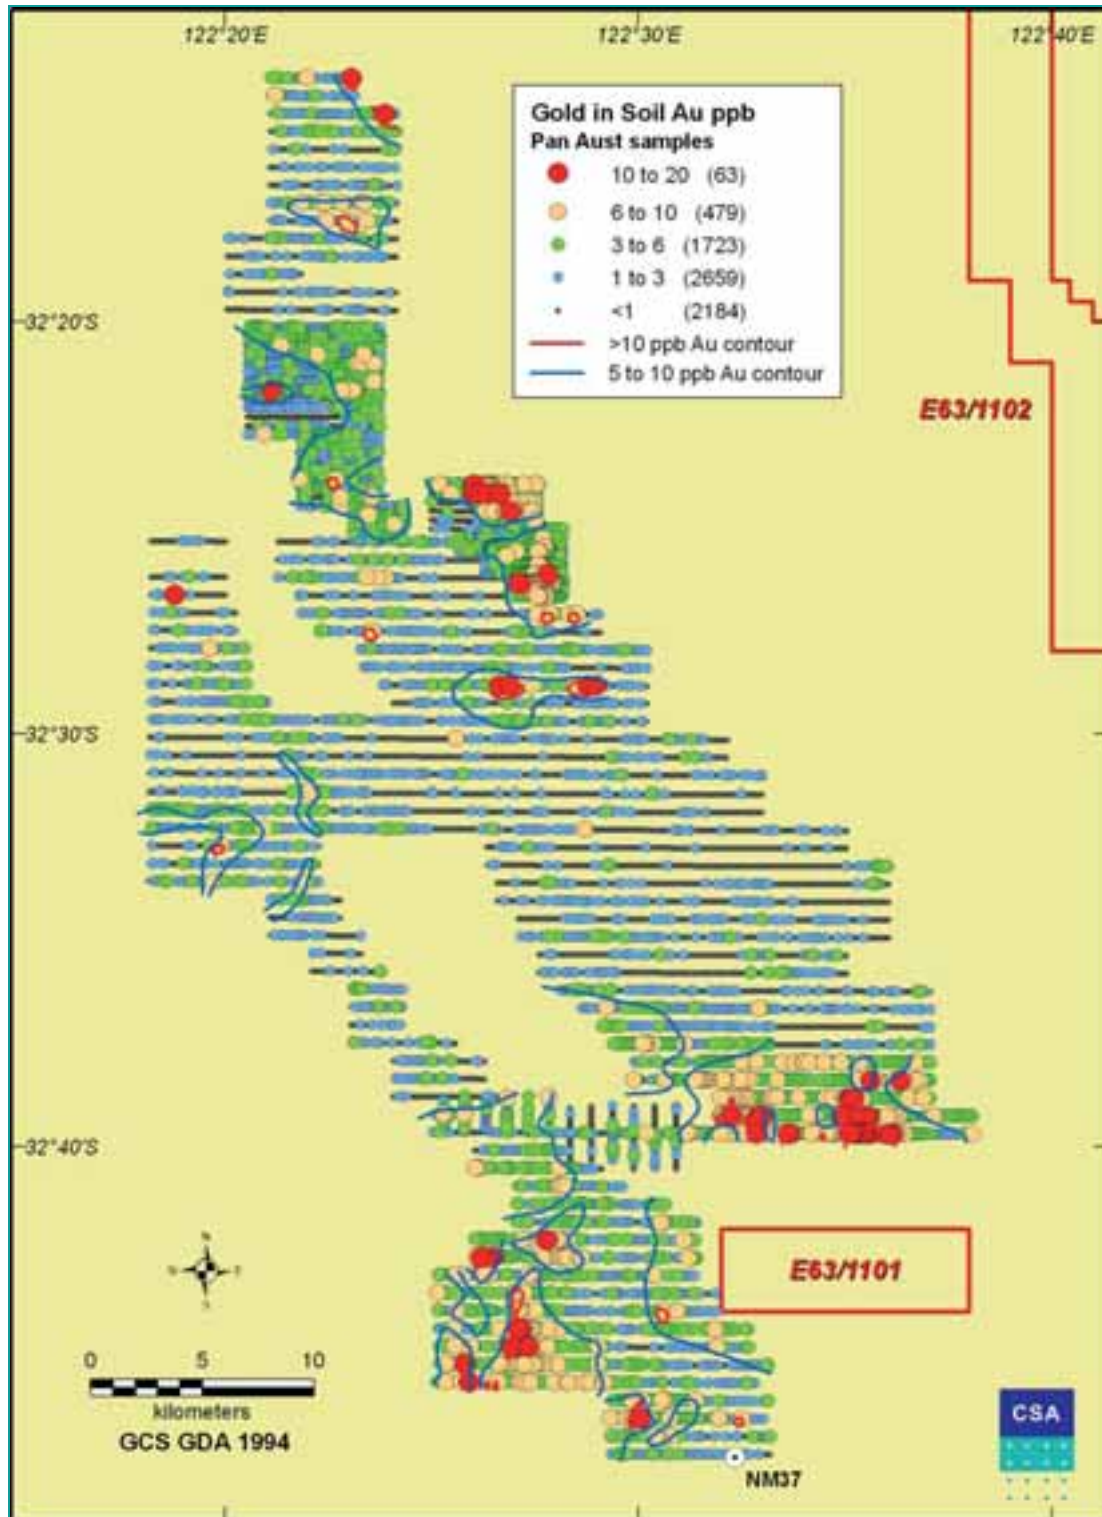 122°20'E 122°30'E 122°40'E
Gold in Soil Au ppb
Pan Aust samples
10 to 20 (63)
6 to 10 (479)
3 to 6 (1723)
1 to 3 (2659)
<1 (2184)
>10 ppb Au contour
5 to 10 ppb Au contour
32°20'S
E63/1102
32°30'S
32°40'S
E63/1101
0 5 10
kilometers
GCS GDA 1994
CSA
NM37